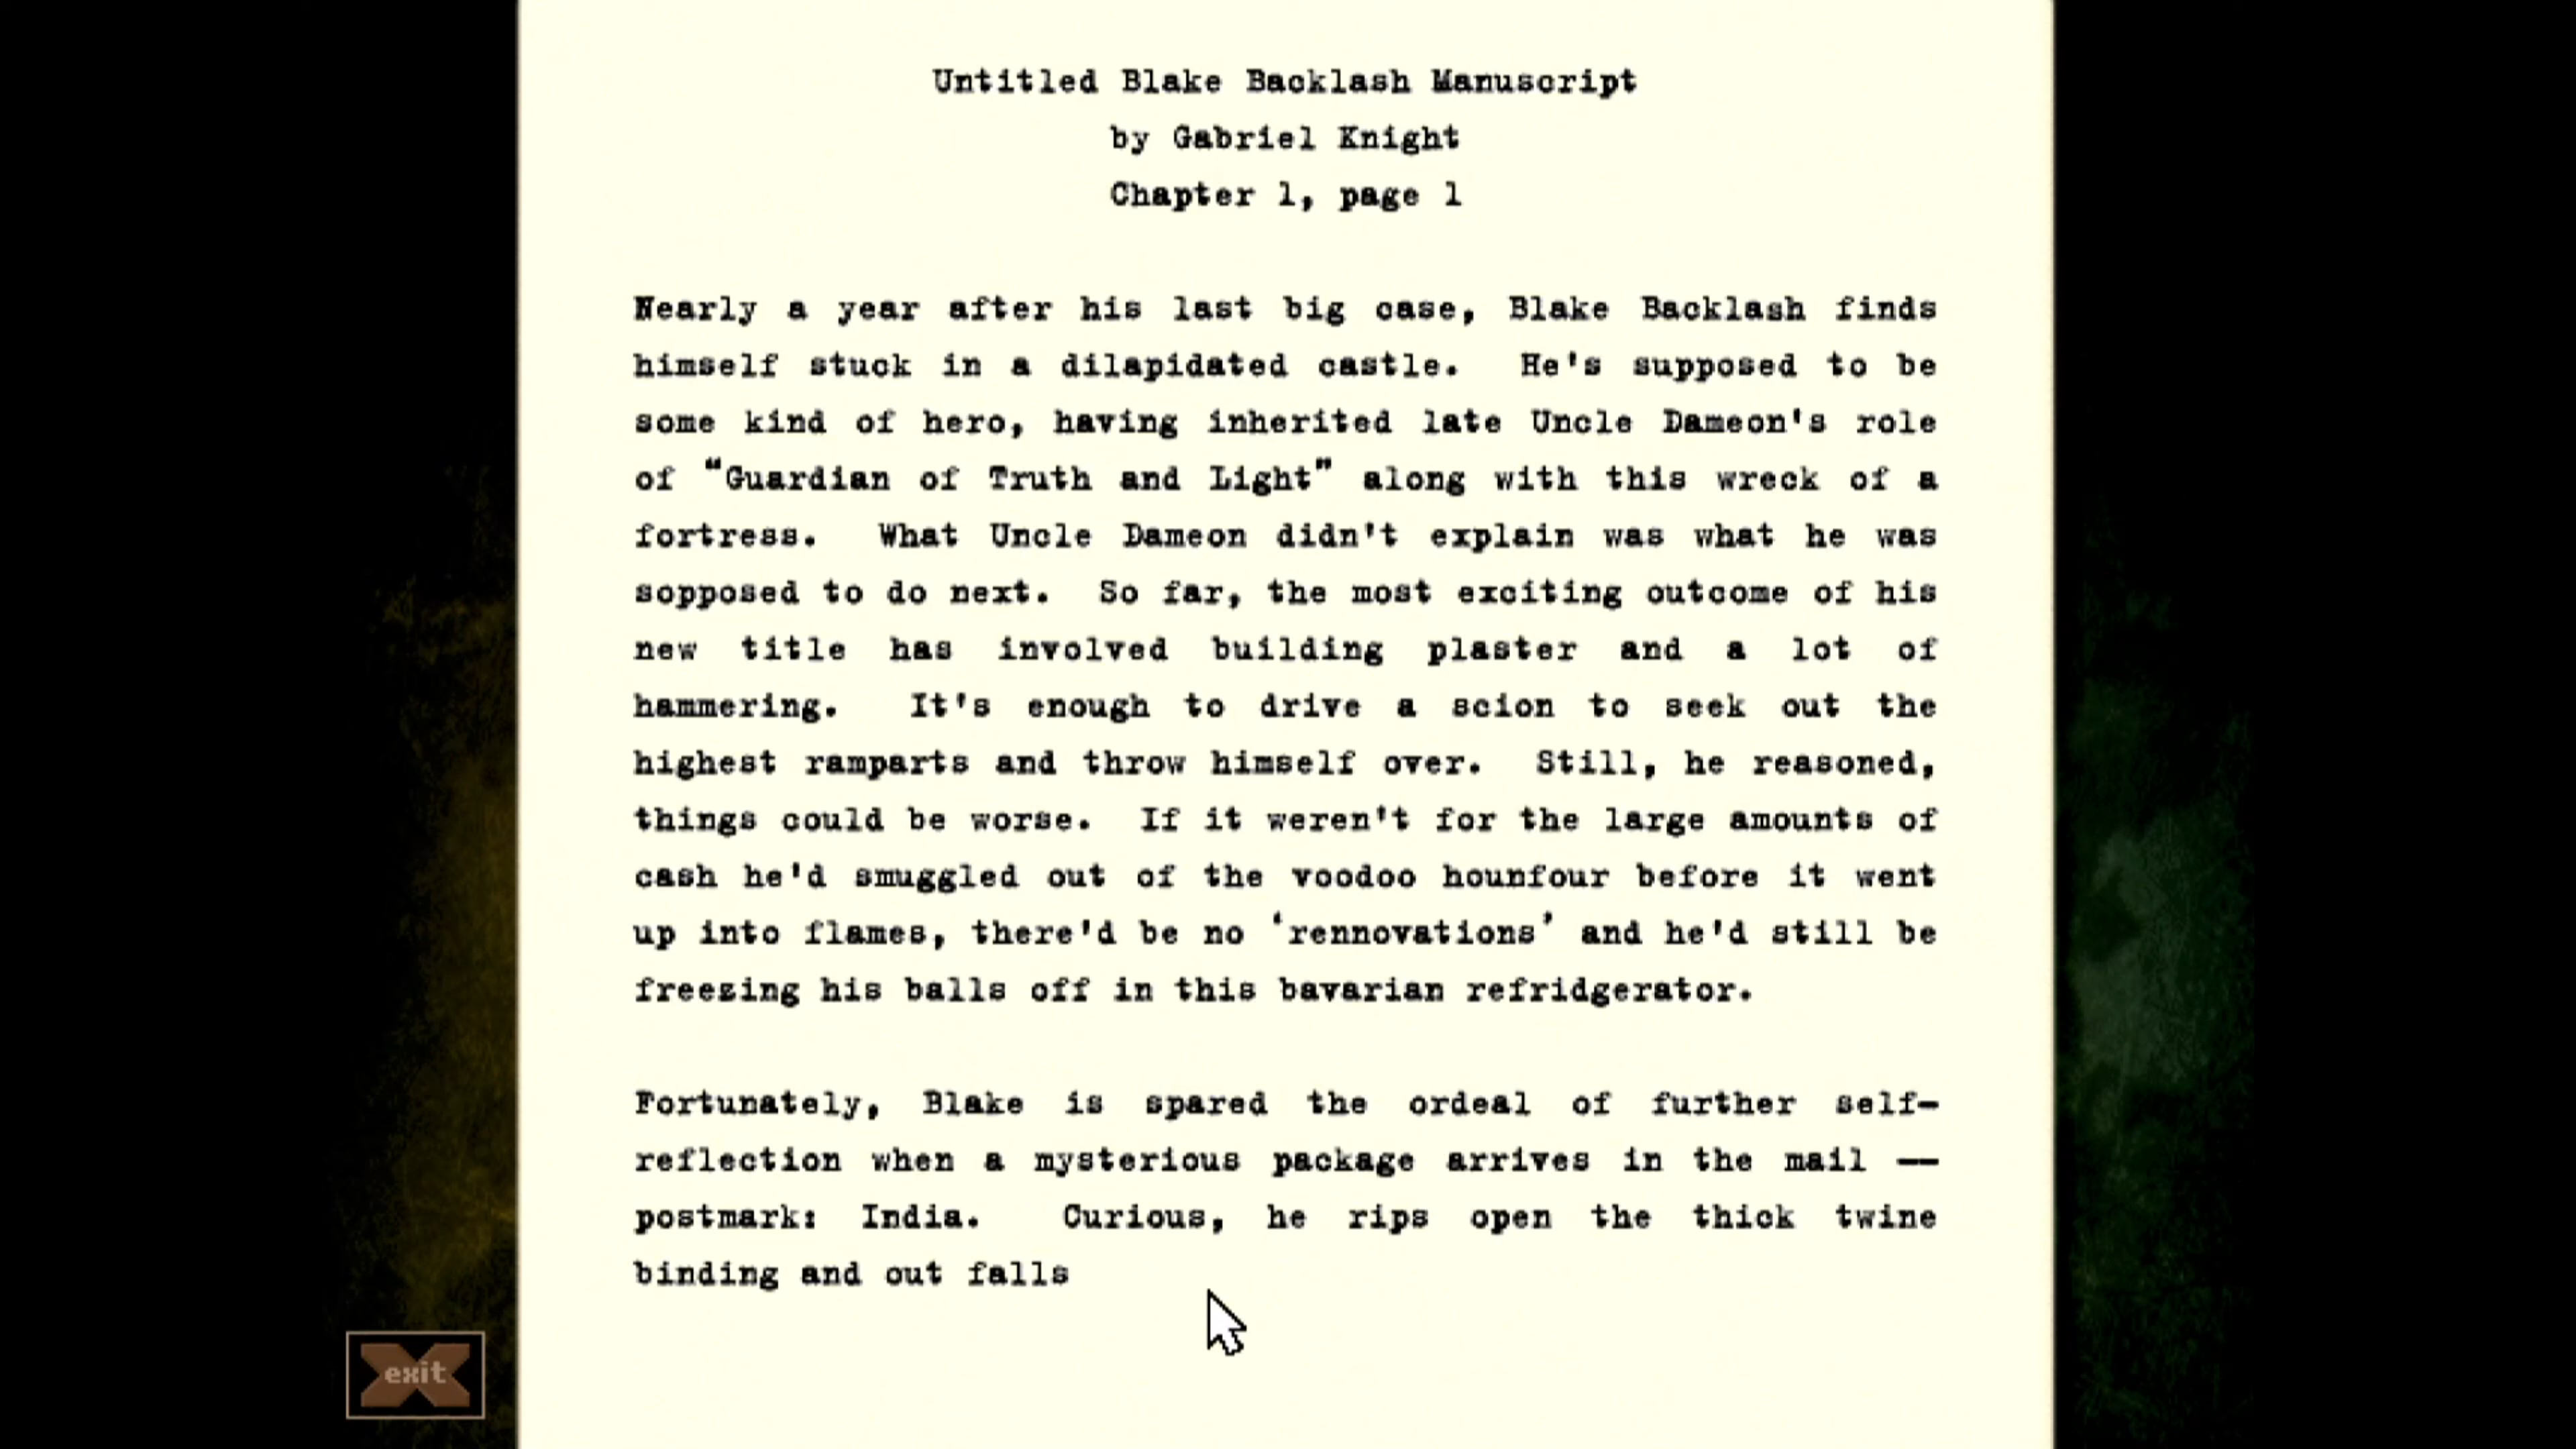 Untitled Blake Backlash Manuscript
by Gabriel Knight
Chapter 1, page 1
Nearly a year after his last big case, Blake Backlash finds
himself stuck in a dilapidated castle. He's supposed to be
some kind of hero, having inherited late Uncle Dameon's role
of “Guardian of Truth and Light” along with this wreck of a
fortress. What Uncle Dameon didn't explain was what he was
sopposed to do next. So far, the most exciting outcome of his
new title has involved building plaster and a lot of
hammering. It's enough to drive a scion to seek out the
highest ramparts and throw himself over. Still, he reasoned,
things could be worse. If it weren't for the large amounts of
cash he'd smuggled out of the voodoo hounfour before it went
up into flames, there'd be no ‘rennovations’ and he'd still be
freezing his balls off in this bavarian refridgerator.
Fortunately, Blake is spared the ordeal of further self-
reflection when a mysterious package arrives in the mail --
postmark: India. Curious, he rips open the thick twine
binding and out falls
exit